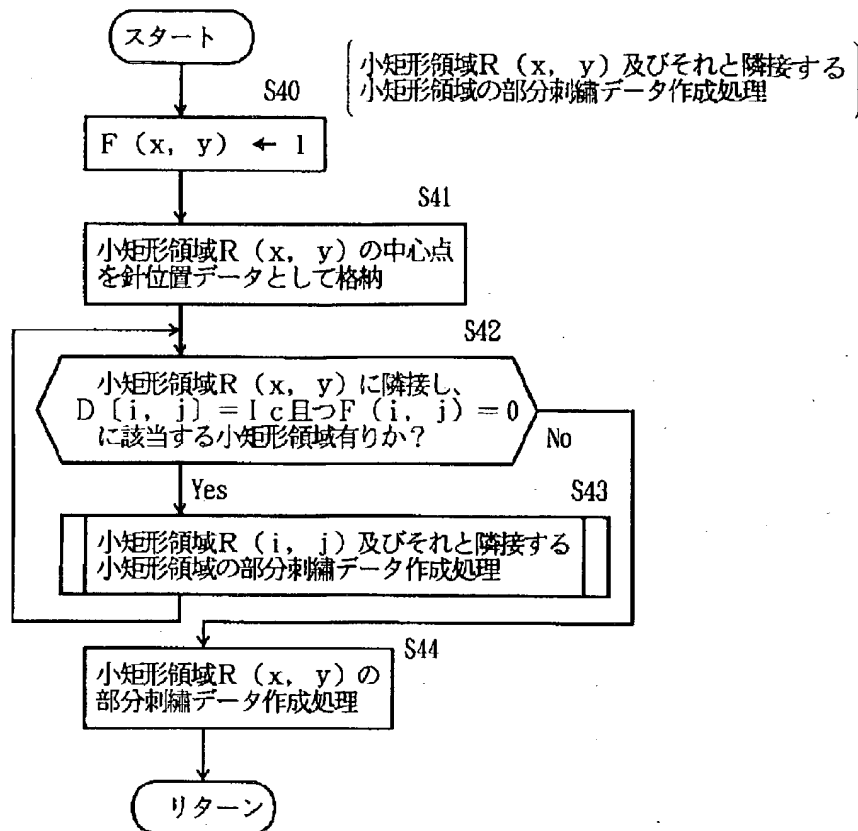 スタート
小矩形領域R (x, y) 及びそれと隣接する
小矩形領域の部分刺繍データ作成処理
S40
F (x, y) ← 1
S41
小矩形領域R (x, y) の中心点
を針位置データとして格納
S42
小矩形領域R (x, y) に隣接し、
D [i, j] = I c且つF (i, j) = 0
に該当する小矩形領域有りか?
No
Yes
S43
小矩形領域R (i, j) 及びそれと隣接する
小矩形領域の部分刺繍データ作成処理
S44
小矩形領域R (x, y) の
部分刺繍データ作成処理
リターン